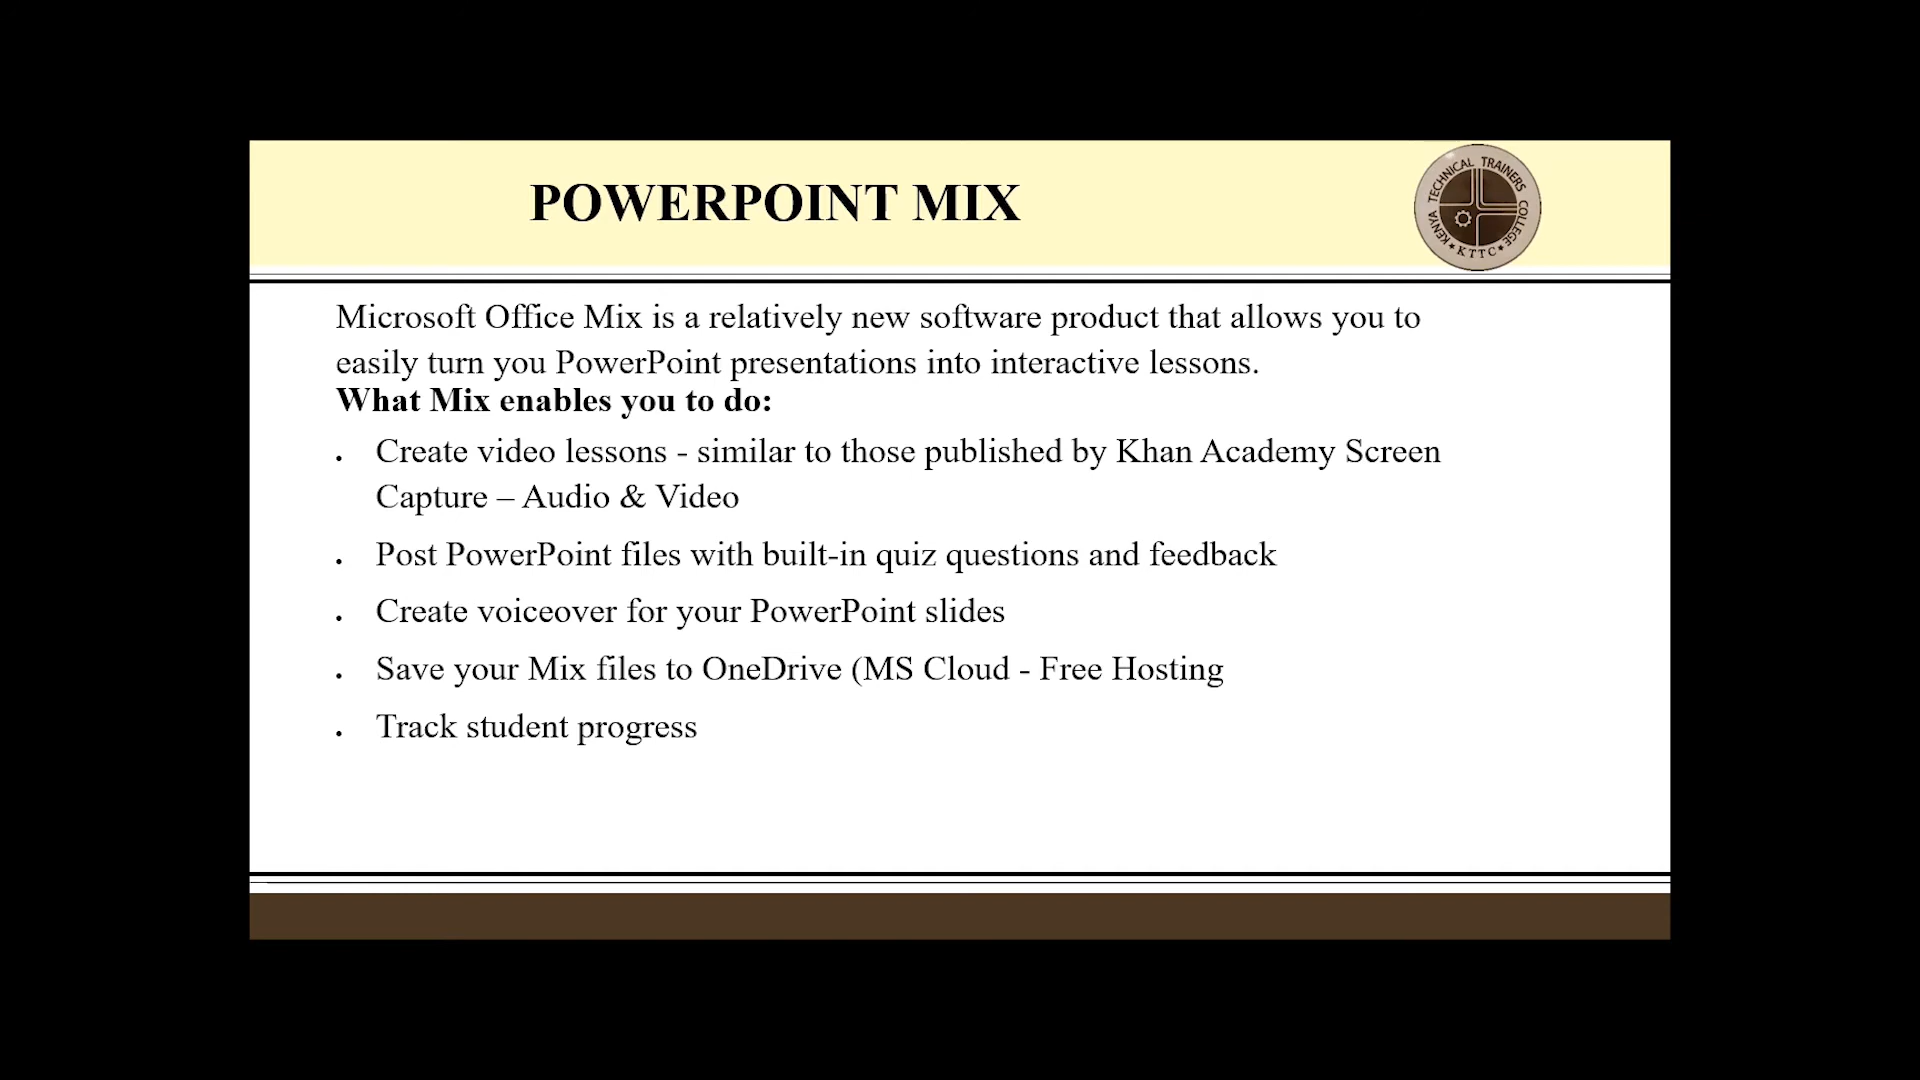 POWERPOINT MIX
KENYA TECHNICAL TRAINERS COLLEGE
★ KTTC ★
Microsoft Office Mix is a relatively new software product that allows you to
easily turn you PowerPoint presentations into interactive lessons.
What Mix enables you to do:
• Create video lessons - similar to those published by Khan Academy Screen
Capture – Audio & Video
• Post PowerPoint files with built-in quiz questions and feedback
• Create voiceover for your PowerPoint slides
• Save your Mix files to OneDrive (MS Cloud - Free Hosting
• Track student progress